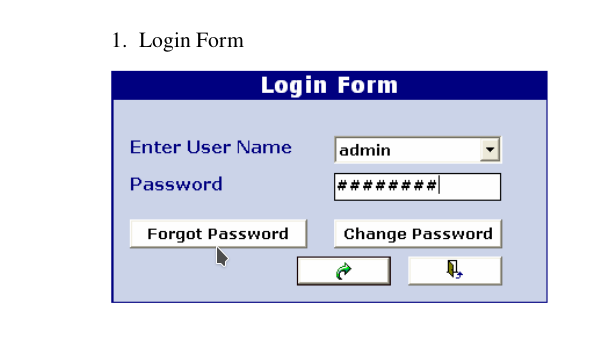 1. Login Form
Login Form
Enter User Name admin
Password ########
Forgot Password Change Password